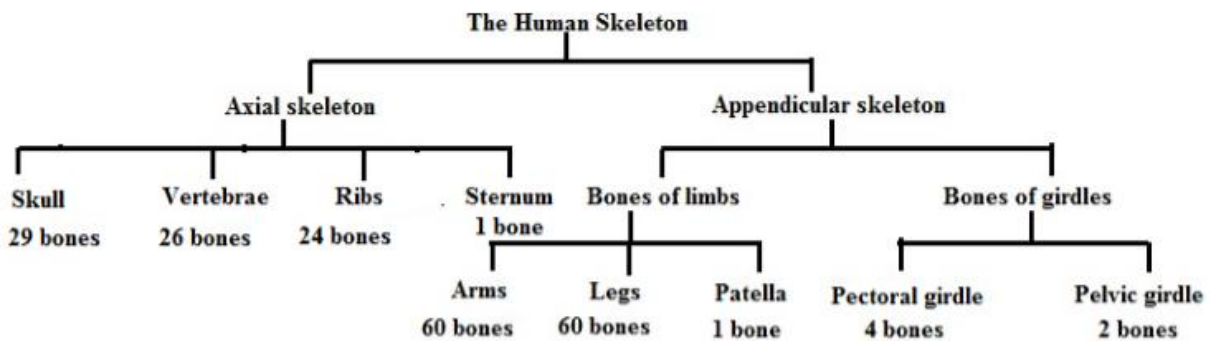 The Human Skeleton
Axial skeleton
Appendicular skeleton
Skull
Vertebrae
Ribs
Sternum
Bones of limbs
Bones of girdles
29 bones
26 bones
24 bones
1 bone
Arms
Legs
Patella
Pectoral girdle
Pelvic girdle
60 bones
60 bones
1 bone
4 bones
2 bones